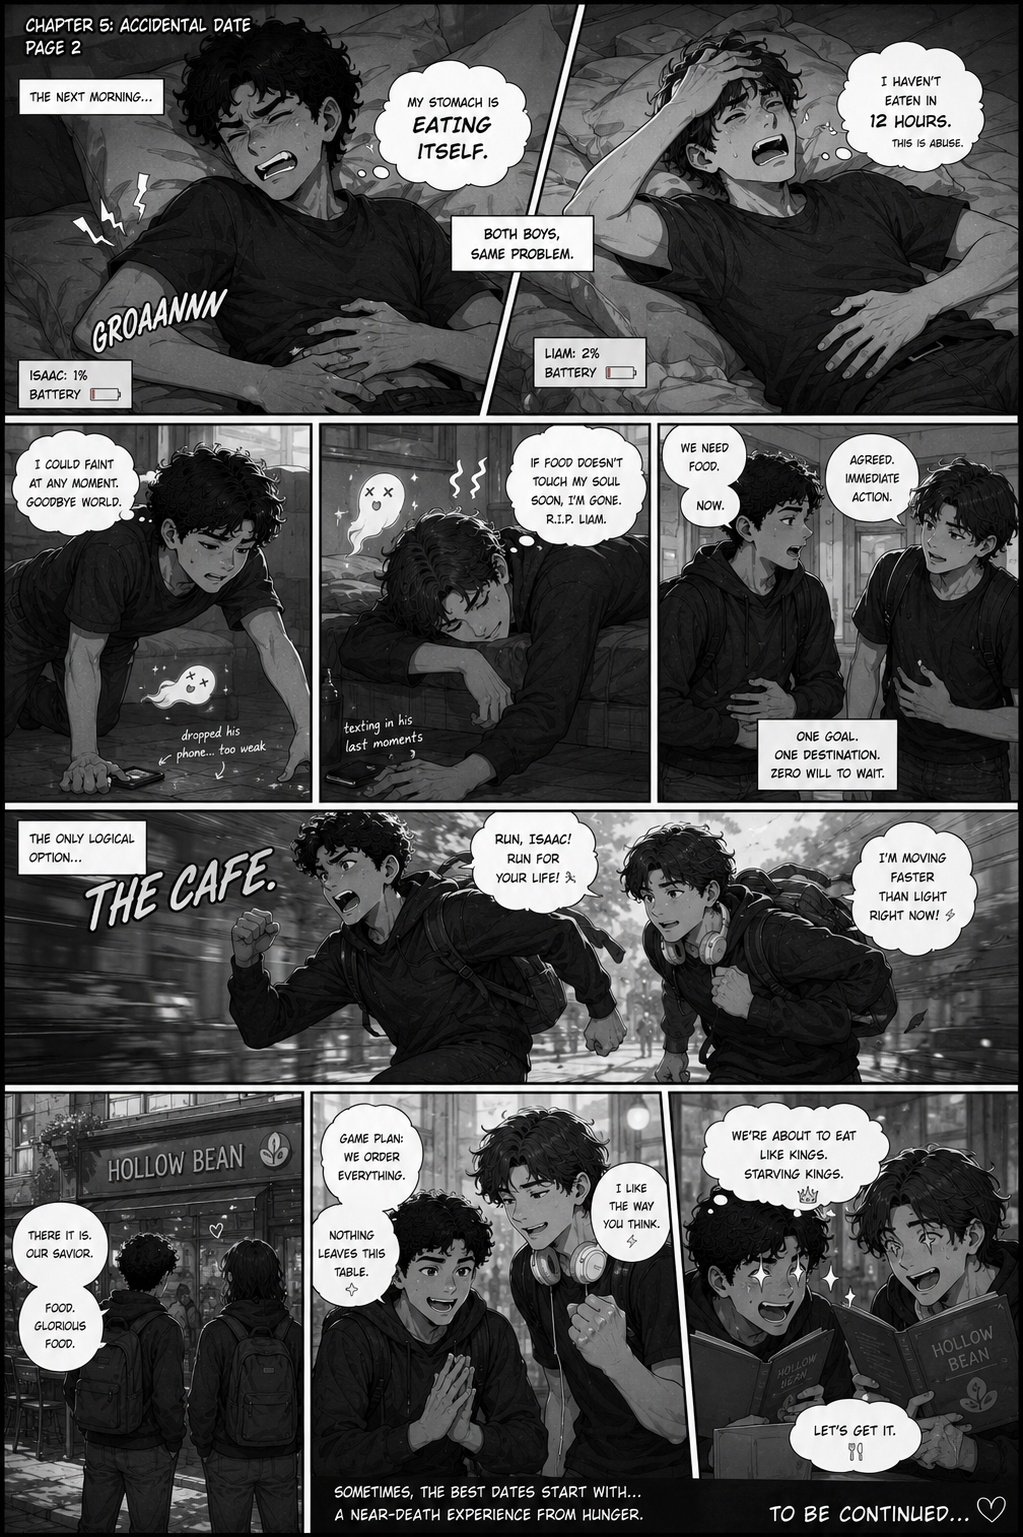 CHAPTER 5: ACCIDENTAL DATE
PAGE 2
THE NEXT MORNING...
MY STOMACH IS
EATING
ITSELF.
I HAVEN'T
EATEN IN
12 HOURS.
THIS IS ABUSE.
BOTH BOYS,
SAME PROBLEM.
GROAANNN
ISAAC: 1%
BATTERY
LIAM: 2%
BATTERY
I COULD FAINT
AT ANY MOMENT.
GOODBYE WORLD.
dropped his
phone... too weak
IF FOOD DOESN'T
TOUCH MY SOUL
SOON, I'M GONE.
R.I.P. LIAM.
texting in his
last moments
WE NEED
FOOD.
NOW.
AGREED.
IMMEDIATE
ACTION.
ONE GOAL.
ONE DESTINATION.
ZERO WILL TO WAIT.
THE ONLY LOGICAL
OPTION...
THE CAFE.
RUN, ISAAC!
RUN FOR
YOUR LIFE!
I'M MOVING
FASTER
THAN LIGHT
RIGHT NOW!
HOLLOW BEAN
THERE IT IS.
OUR SAVIOR.
FOOD.
GLORIOUS
FOOD.
GAME PLAN:
WE ORDER
EVERYTHING.
NOTHING
LEAVES THIS
TABLE.
I LIKE
THE WAY
YOU THINK.
WE'RE ABOUT TO EAT
LIKE KINGS.
STARVING KINGS.
HOLLOW
BEAN
HOLLOW
BEAN
LET'S GET IT.
SOMETIMES, THE BEST DATES START WITH...
A NEAR-DEATH EXPERIENCE FROM HUNGER.
TO BE CONTINUED...